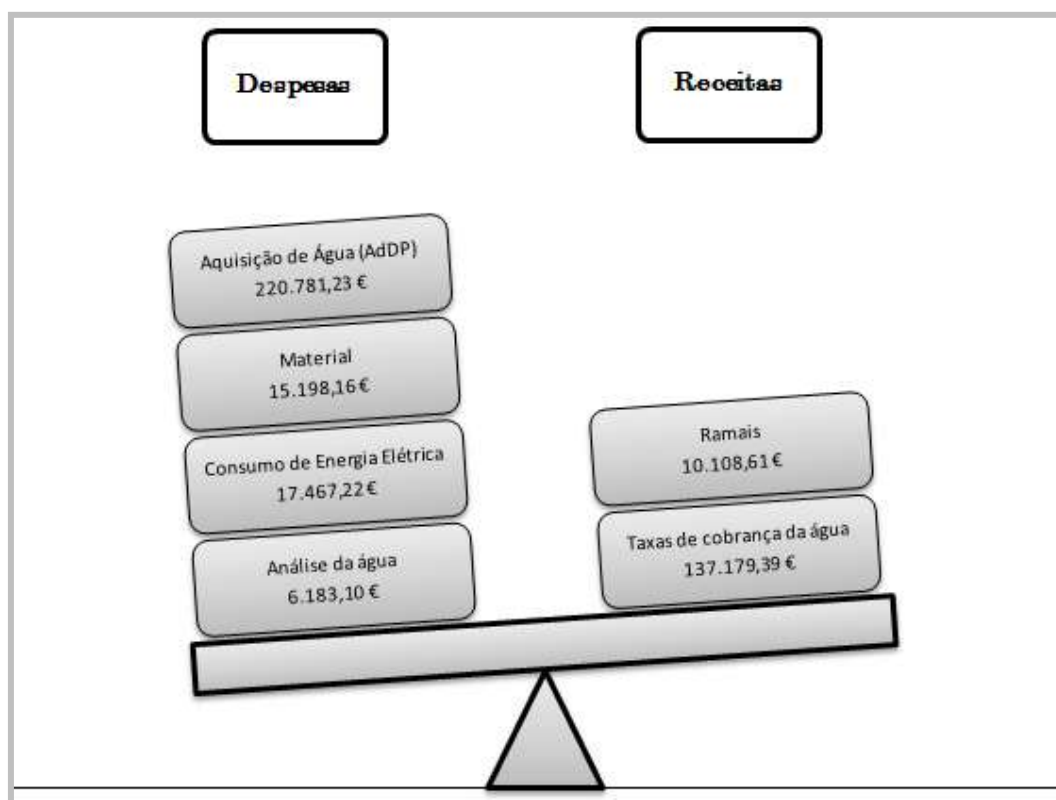 Despesas
Receitas
Aquisição de Água (AdDP)
220.781,23 €
Material
15.198,16 €
Consumo de Energia Elétrica
17.467,22 €
Análise da água
6.183,10 €
Ramais
10.108,61 €
Taxas de cobrança da água
137.179,39 €